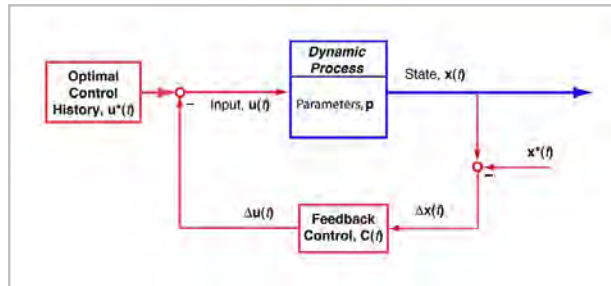 Dynamic
Process
Optimal
Control
History, u*(t)
State, x(t)
Input, u(t)
Parameters, p
–
x*(t)
–
Δu(t)
Feedback
Control, C(t)
Δx(t)